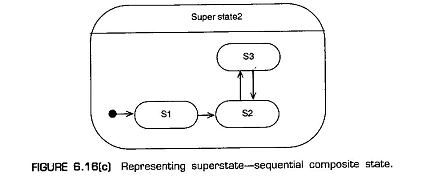 Super state2
S3
S1
S2
FIGURE 6.16(c) Representing superstate—sequential composite state.